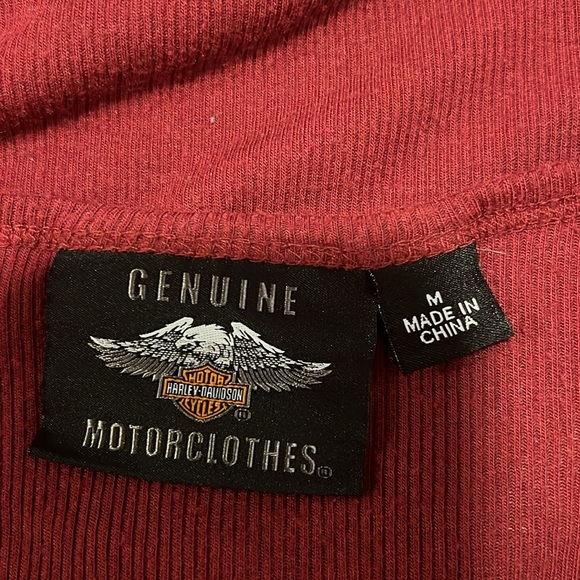 GENUINE
MOTOR
HARLEY-DAVIDSON
CYCLES
®
MOTORCLOTHES®
M
MADE IN
CHINA